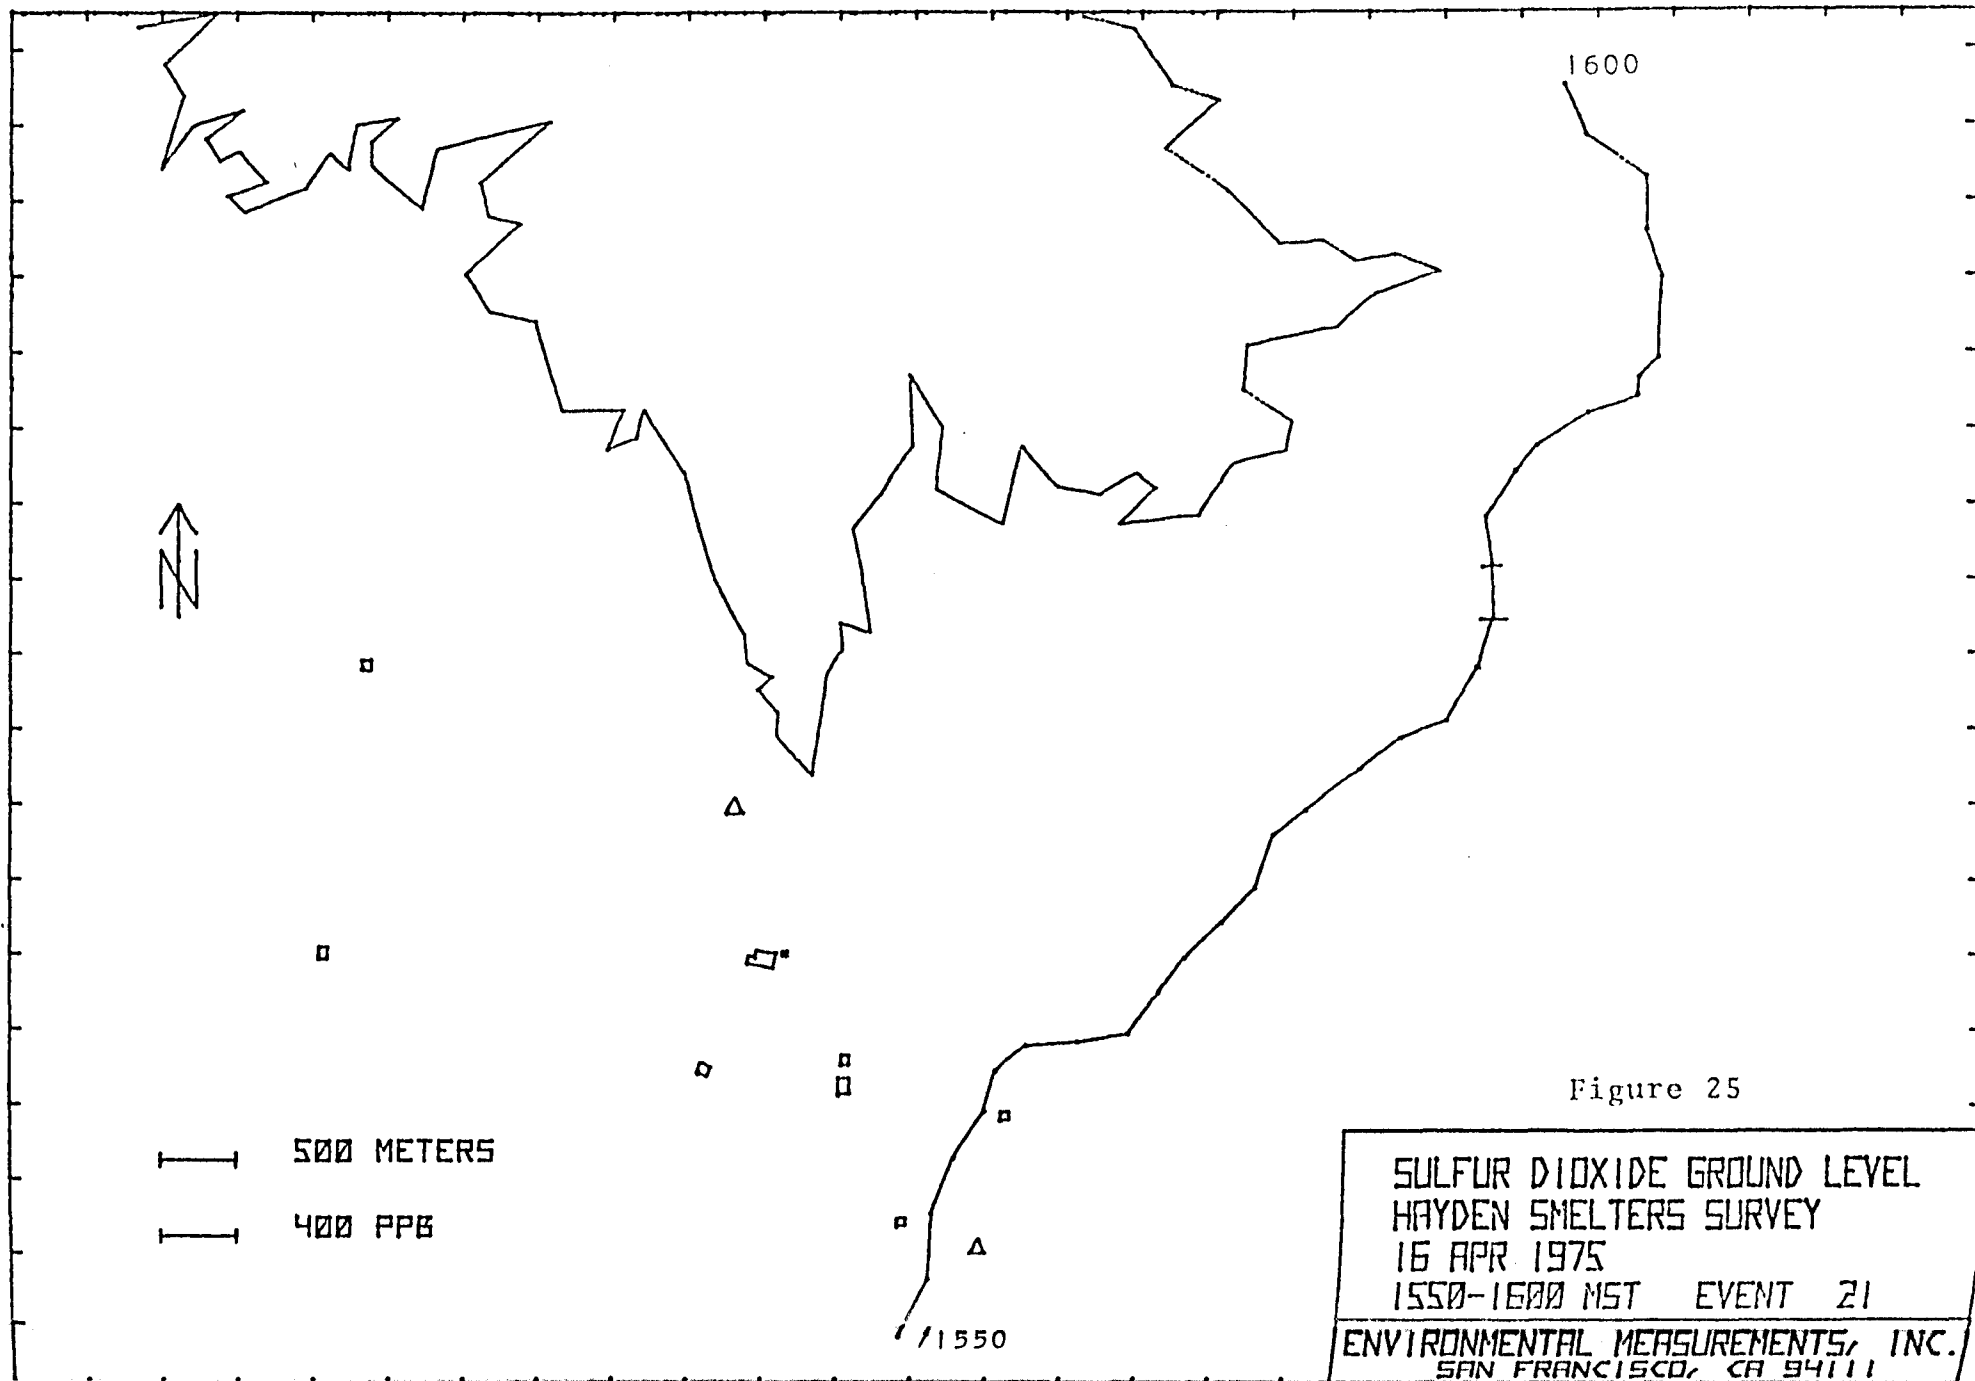 1600
N
500 METERS
400 PPB
/1550
Figure 25
SULFUR DIOXIDE GROUND LEVEL
HAYDEN SMELTERS SURVEY
16 APR 1975
1550-1600 MST EVENT 21
ENVIRONMENTAL MEASUREMENTS, INC.
SAN FRANCISCO, CA 94111